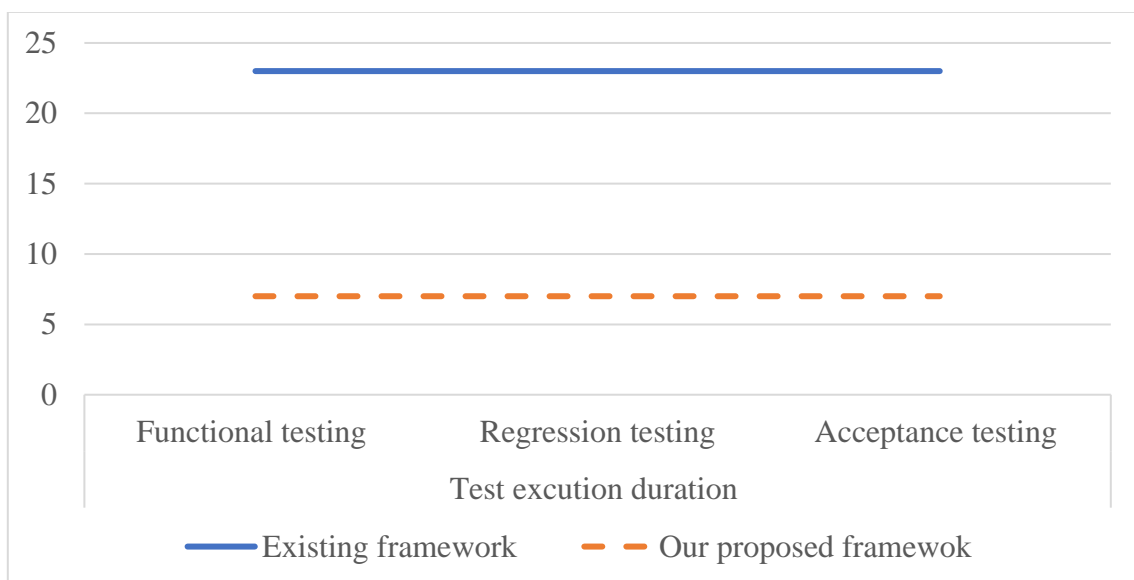 25
20
15
10
5
0
Functional testing Regression testing Acceptance testing
Test excution duration
Existing framework Our proposed framewok